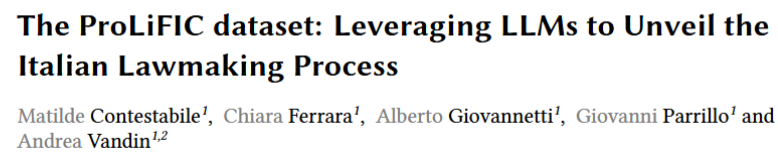 The ProLiFIC dataset: Leveraging LLMs to Unveil the
Italian Lawmaking Process
Matilde Contestabile¹, Chiara Ferrara¹, Alberto Giovannetti¹, Giovanni Parrillo¹ and
Andrea Vandin¹,²